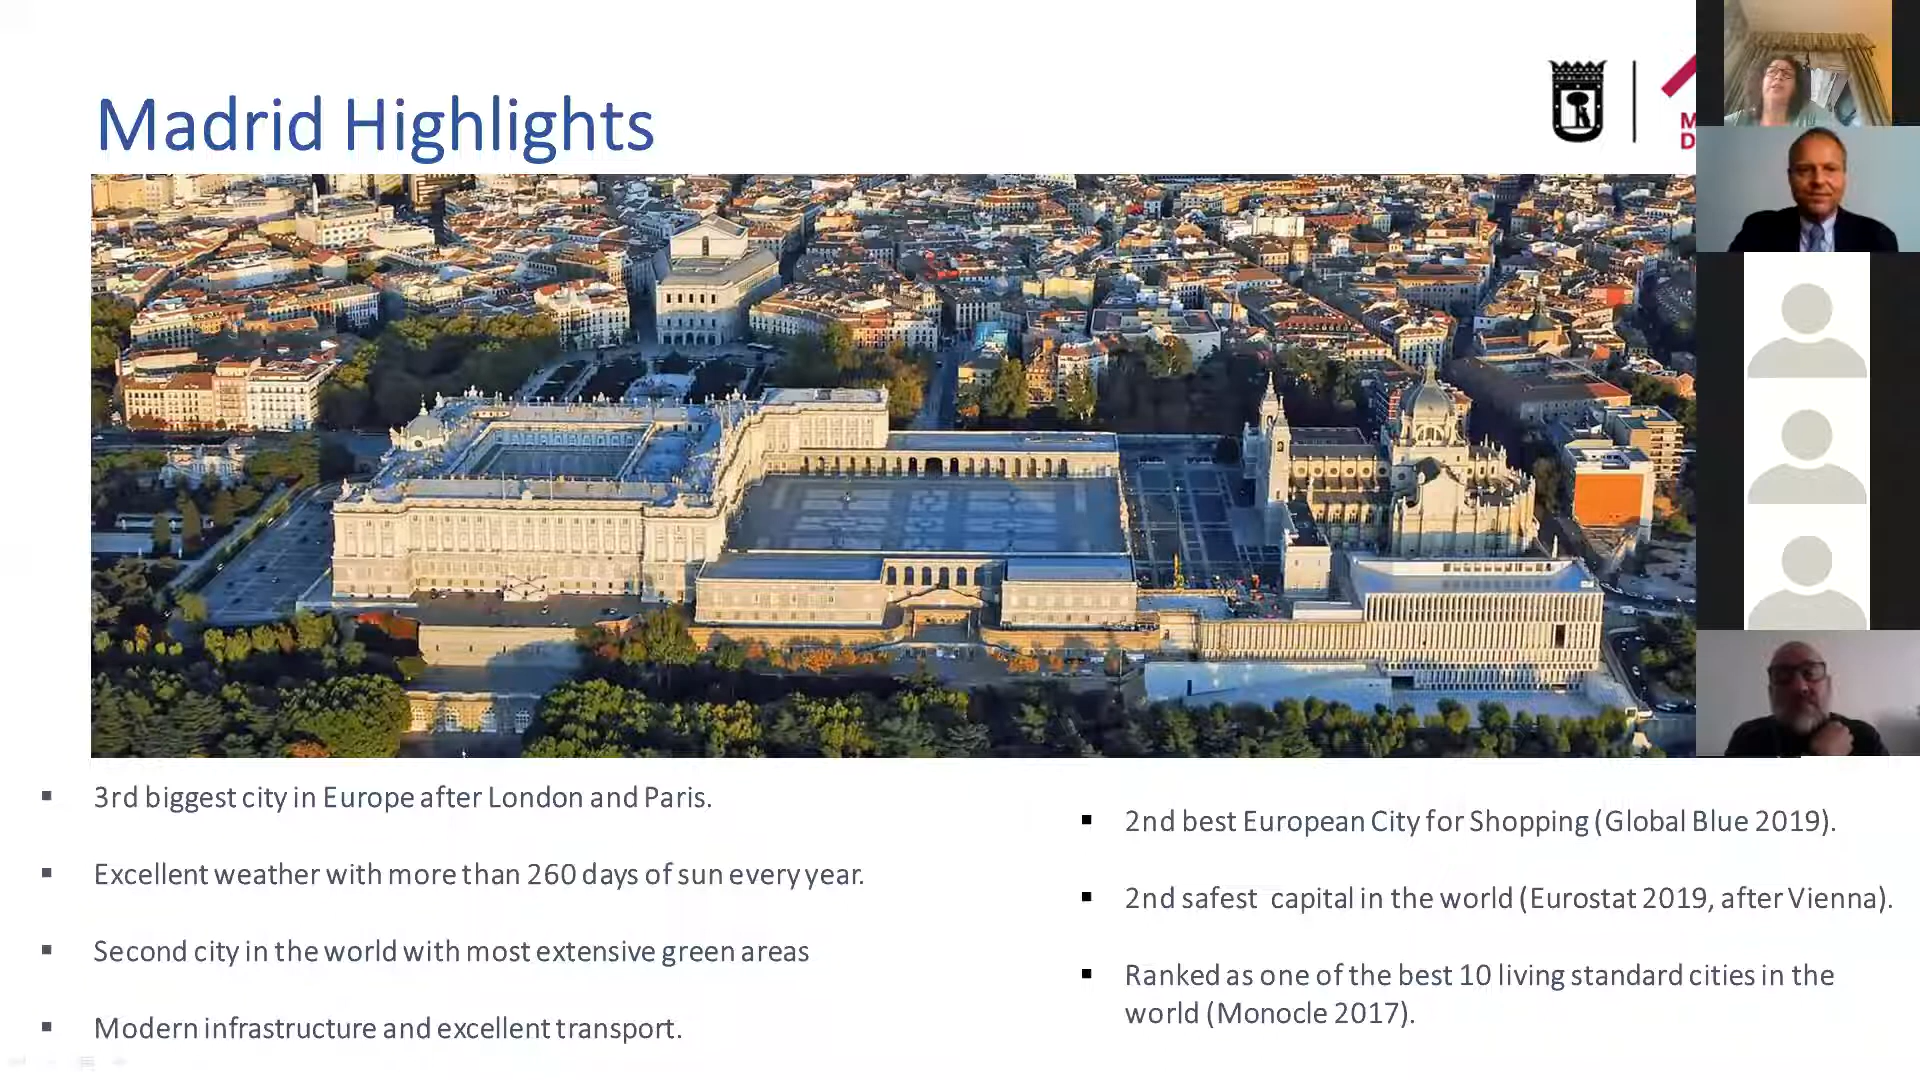 Madrid Highlights
M
D
3rd biggest city in Europe after London and Paris.
Excellent weather with more than 260 days of sun every year.
Second city in the world with most extensive green areas
Modern infrastructure and excellent transport.
2nd best European City for Shopping (Global Blue 2019).
2nd safest capital in the world (Eurostat 2019, after Vienna).
Ranked as one of the best 10 living standard cities in the
world (Monocle 2017).